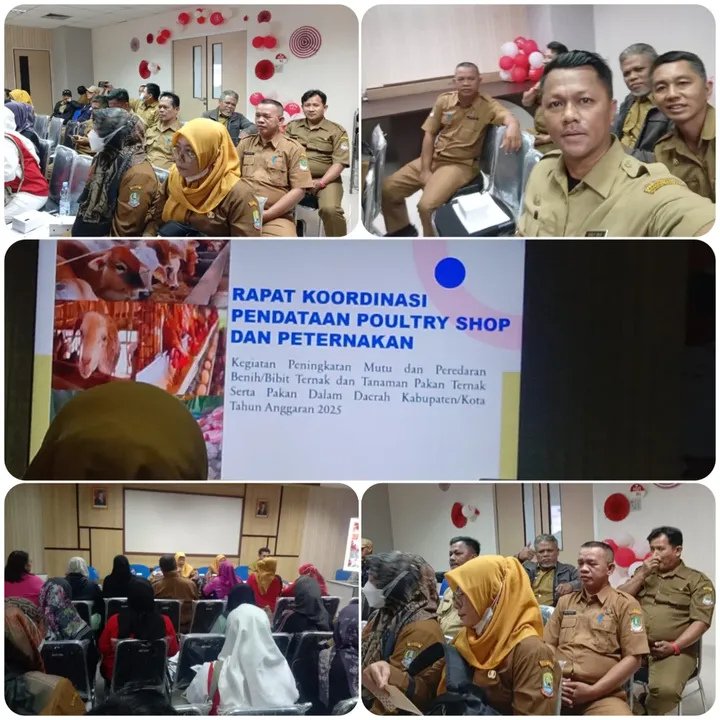 RAPAT KOORDINASI
PENDATAAN POULTRY SHOP
DAN PETERNAKAN
Kegiatan Peningkatan Mutu dan Peredaran
Benih/Bibit Ternak dan Tanaman Pakan Ternak
Serta Pakan Dalam Daerah Kabupaten/Kota
Tahun Anggaran 2025